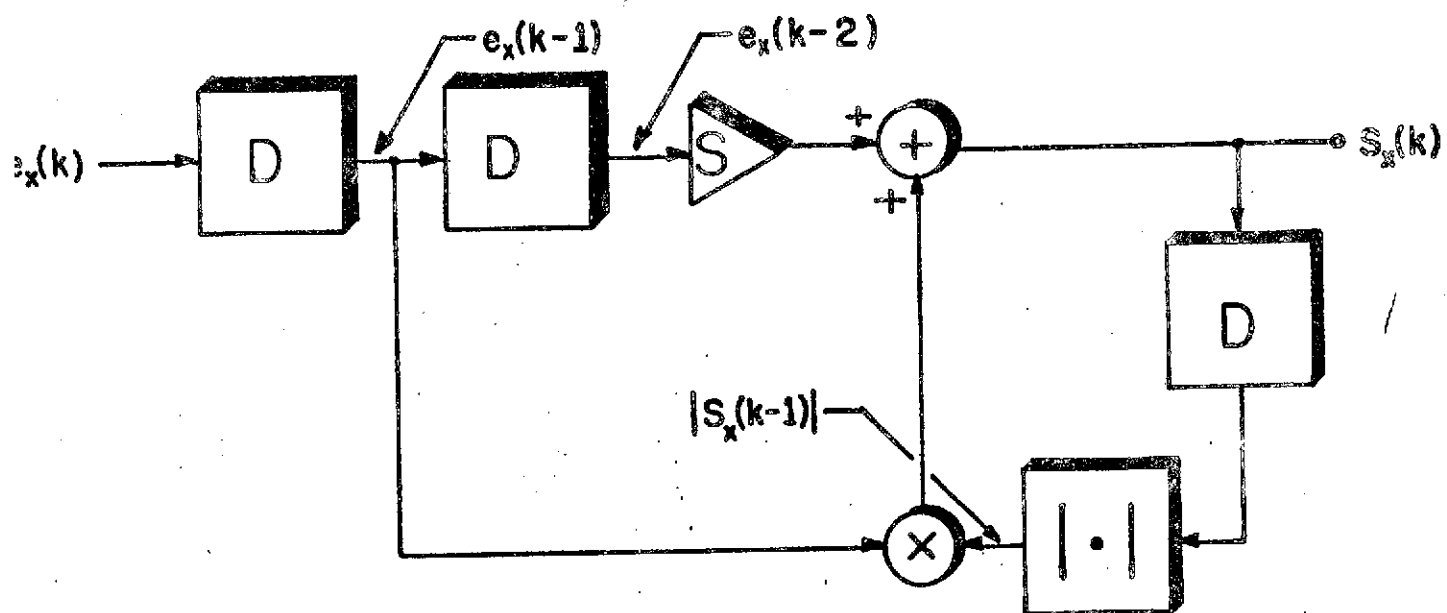 e_x(k-1)
e_x(k-2)
e_x(k)
D
D
S
+
+
+
S_x(k)
D
|S_x(k-1)|
×
|•|